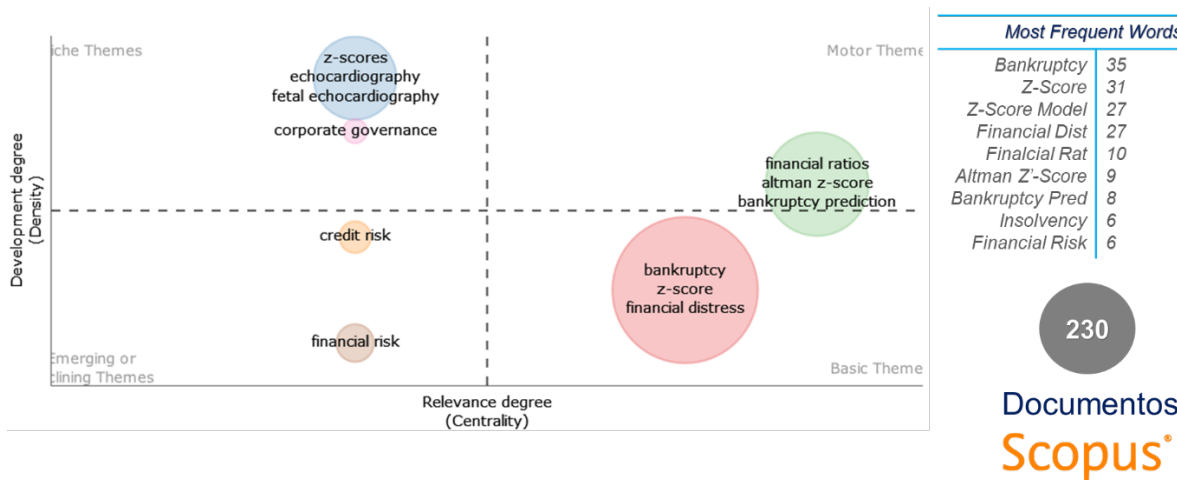 iche Themes
Motor Theme
z-scores
echocardiography
fetal echocardiography
corporate governance
financial ratios
altman z-score
bankruptcy prediction
credit risk
bankruptcy
z-score
financial distress
financial risk
Emerging or
clining Themes
Basic Theme
Development degree
(Density)
Relevance degree
(Centrality)
Most Frequent Words
Bankruptcy 35
Z-Score 31
Z-Score Model 27
Financial Dist 27
Finalcial Rat 10
Altman Z'-Score 9
Bankruptcy Pred 8
Insolvency 6
Financial Risk 6
230
Documentos
Scopus®